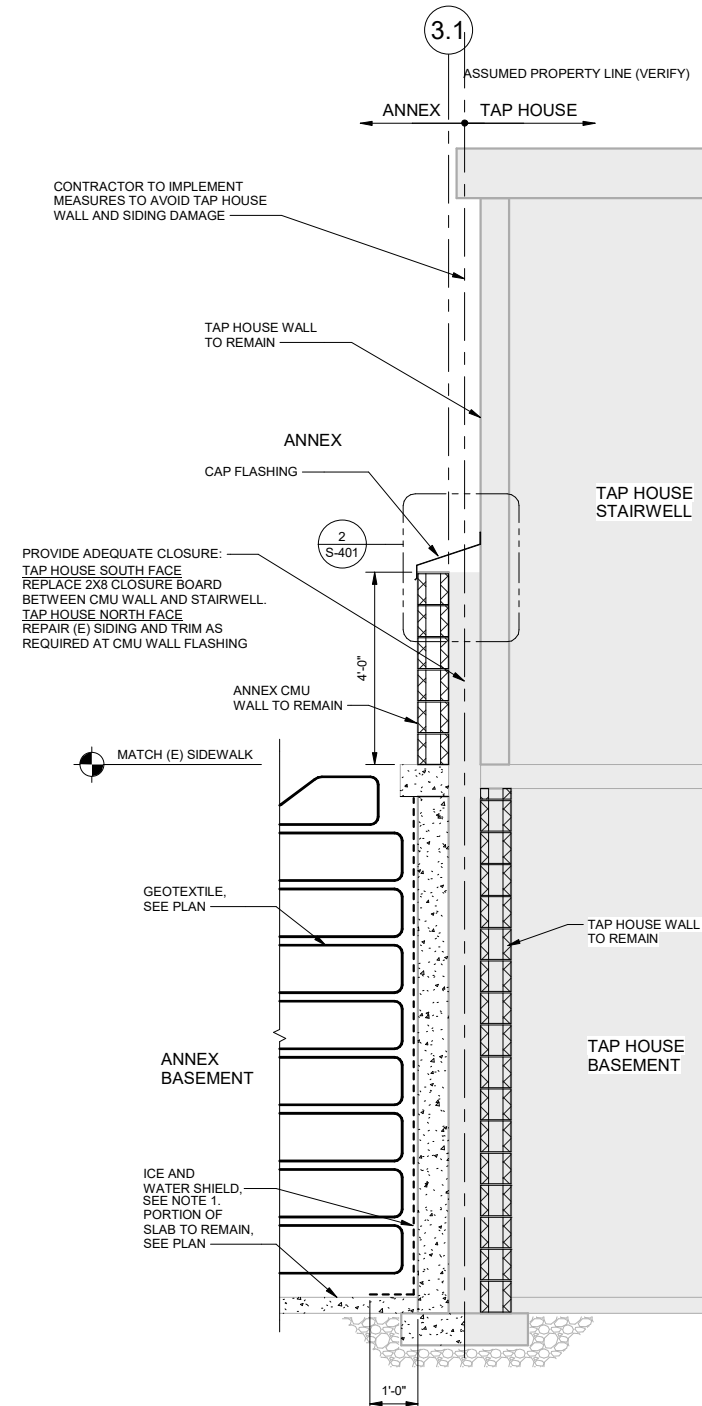 3.1
ASSUMED PROPERTY LINE (VERIFY)
ANNEX
TAP HOUSE
CONTRACTOR TO IMPLEMENT
MEASURES TO AVOID TAP HOUSE
WALL AND SIDING DAMAGE
TAP HOUSE WALL
TO REMAIN
ANNEX
CAP FLASHING
TAP HOUSE
STAIRWELL
2
S-401
PROVIDE ADEQUATE CLOSURE:
TAP HOUSE SOUTH FACE
REPLACE 2X8 CLOSURE BOARD
BETWEEN CMU WALL AND STAIRWELL.
TAP HOUSE NORTH FACE
REPAIR (E) SIDING AND TRIM AS
REQUIRED AT CMU WALL FLASHING
4'-0"
ANNEX CMU
WALL TO REMAIN
MATCH (E) SIDEWALK
GEOTEXTILE,
SEE PLAN
TAP HOUSE WALL
TO REMAIN
ANNEX
BASEMENT
TAP HOUSE
BASEMENT
ICE AND
WATER SHIELD,
SEE NOTE 1.
PORTION OF
SLAB TO REMAIN,
SEE PLAN
1'-0"